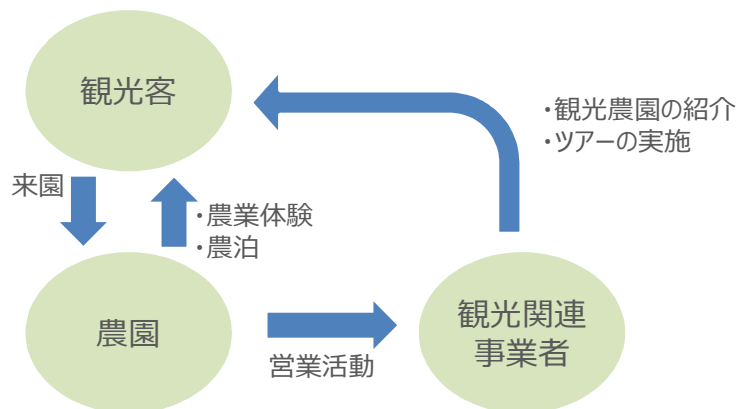 観光客
・観光農園の紹介
・ツアーの実施
来園
・農業体験
・農泊
農園
観光関連
事業者
営業活動